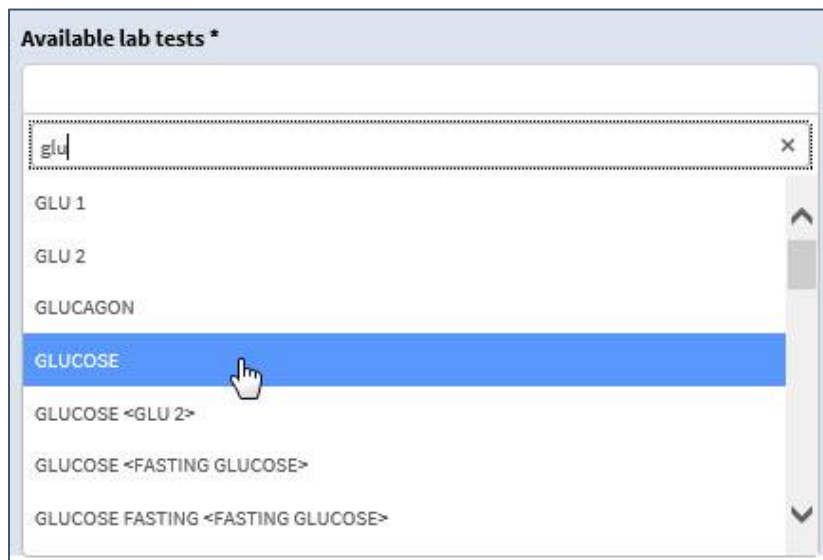 Available lab tests *
glu
GLU 1
GLU 2
GLUCAGON
GLUCOSE
GLUCOSE <GLU 2>
GLUCOSE <FASTING GLUCOSE>
GLUCOSE FASTING <FASTING GLUCOSE>